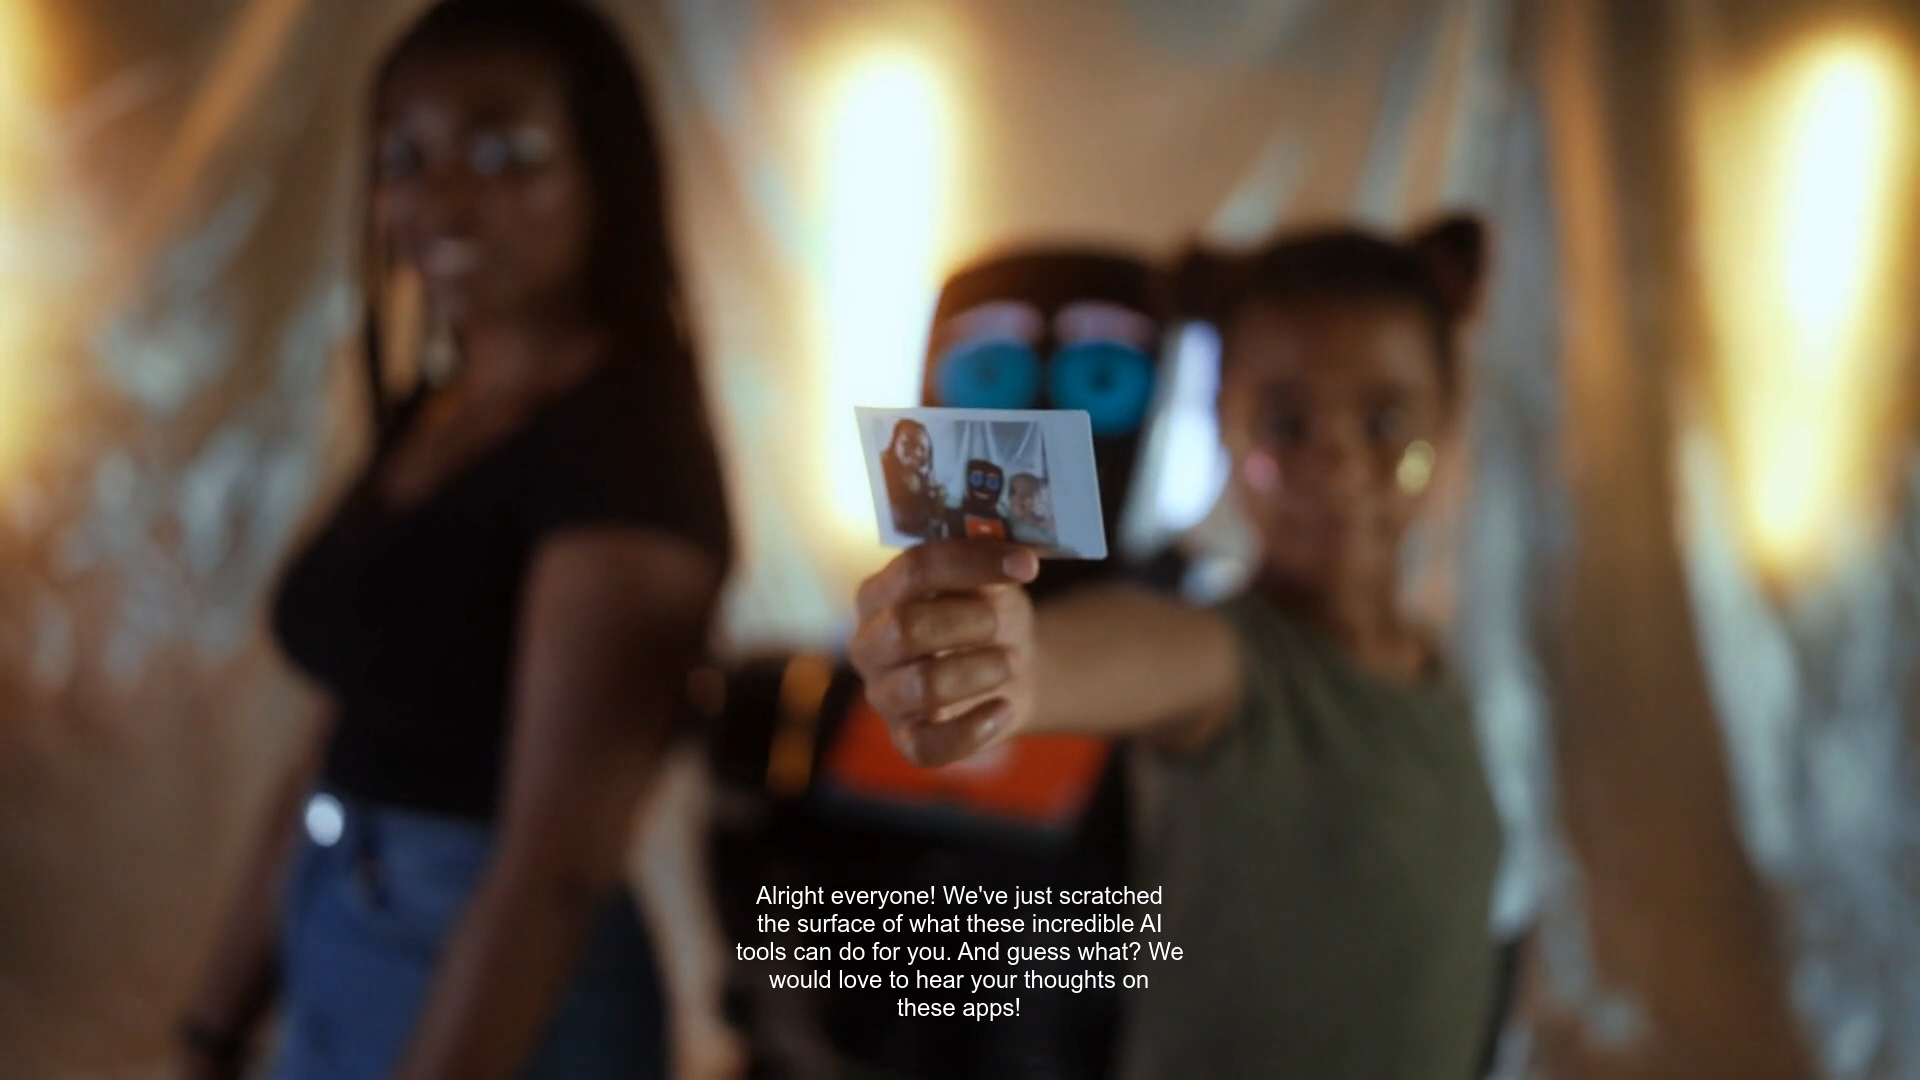 Alright everyone! We've just scratched
the surface of what these incredible AI
tools can do for you. And guess what? We
would love to hear your thoughts on
these apps!